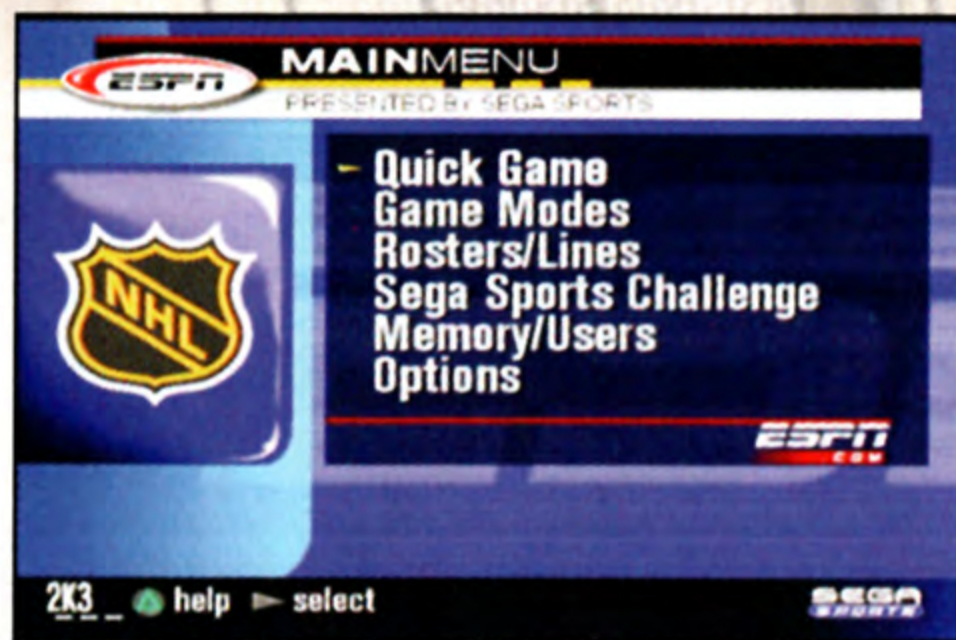 ESPN
MAINMENU
PRESENTED BY SEGA SPORTS
Quick Game
Game Modes
Rosters/Lines
Sega Sports Challenge
Memory/Users
Options
NHL
ESPN
COM
2K3 help select
SEGA
SPORTS